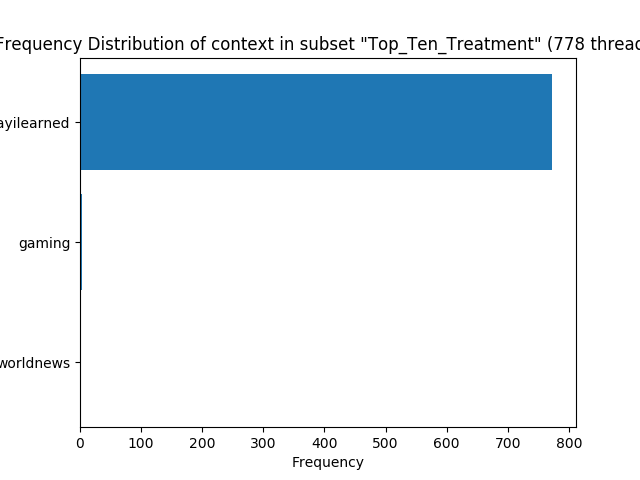 Frequency Distribution of context in subset "Top_Ten_Treatment" (778 threac
ayilearned
gaming
worldnews
0 100 200 300 400 500 600 700 800
Frequency